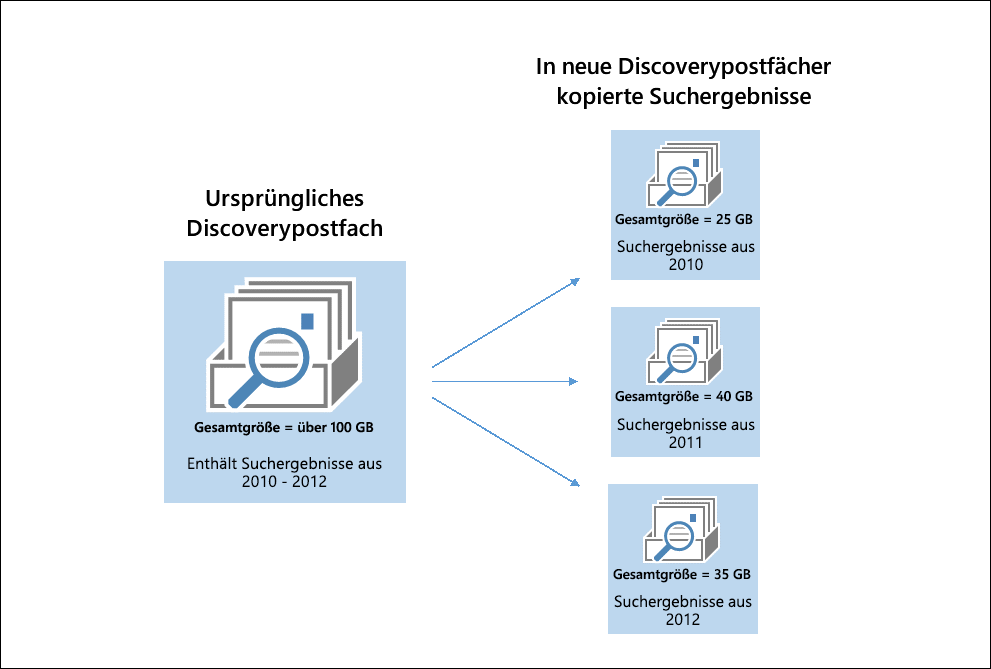 Ursprüngliches
Discoverypostfach
Gesamtgröße = über 100 GB
Enthält Suchergebnisse aus
2010 - 2012
In neue Discoverypostfächer
kopierte Suchergebnisse
Gesamtgröße = 25 GB
Suchergebnisse aus
2010
Gesamtgröße = 40 GB
Suchergebnisse aus
2011
Gesamtgröße = 35 GB
Suchergebnisse aus
2012